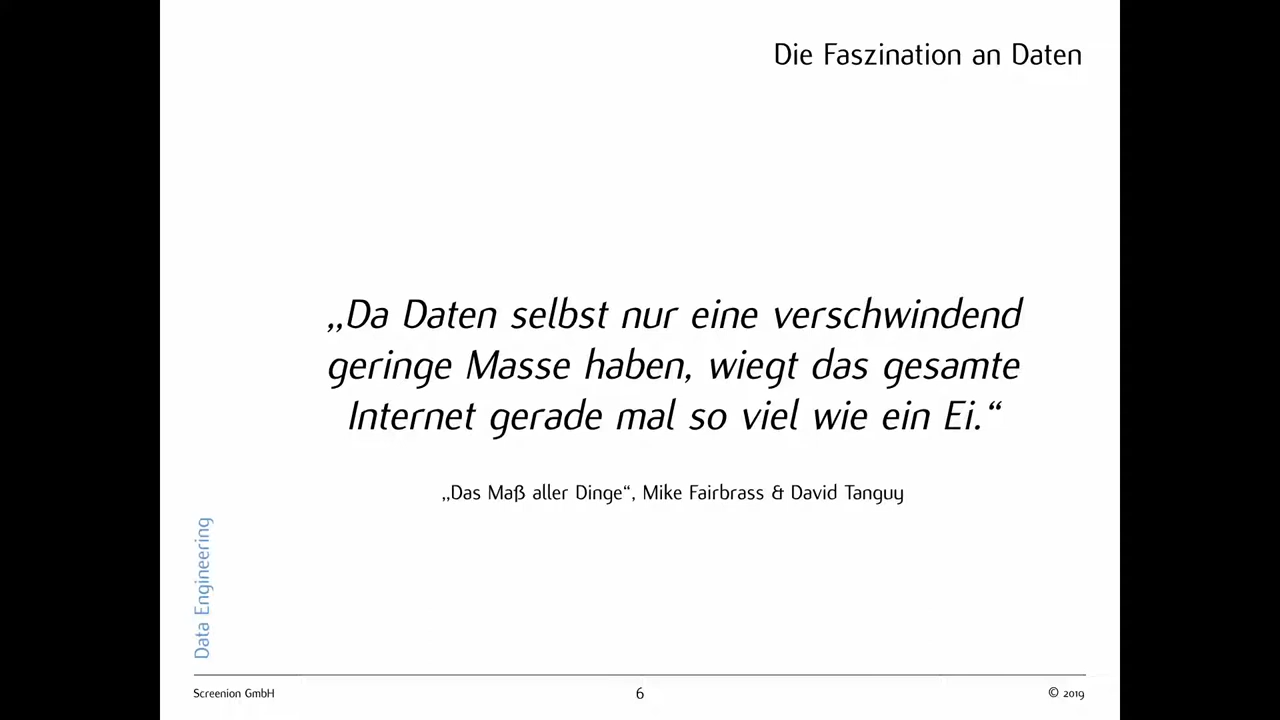 Die Faszination an Daten
„Da Daten selbst nur eine verschwindend
geringe Masse haben, wiegt das gesamte
Internet gerade mal so viel wie ein Ei.“
„Das Maß aller Dinge“, Mike Fairbrass & David Tanguy
Data Engineering
Screenion GmbH
6
© 2019